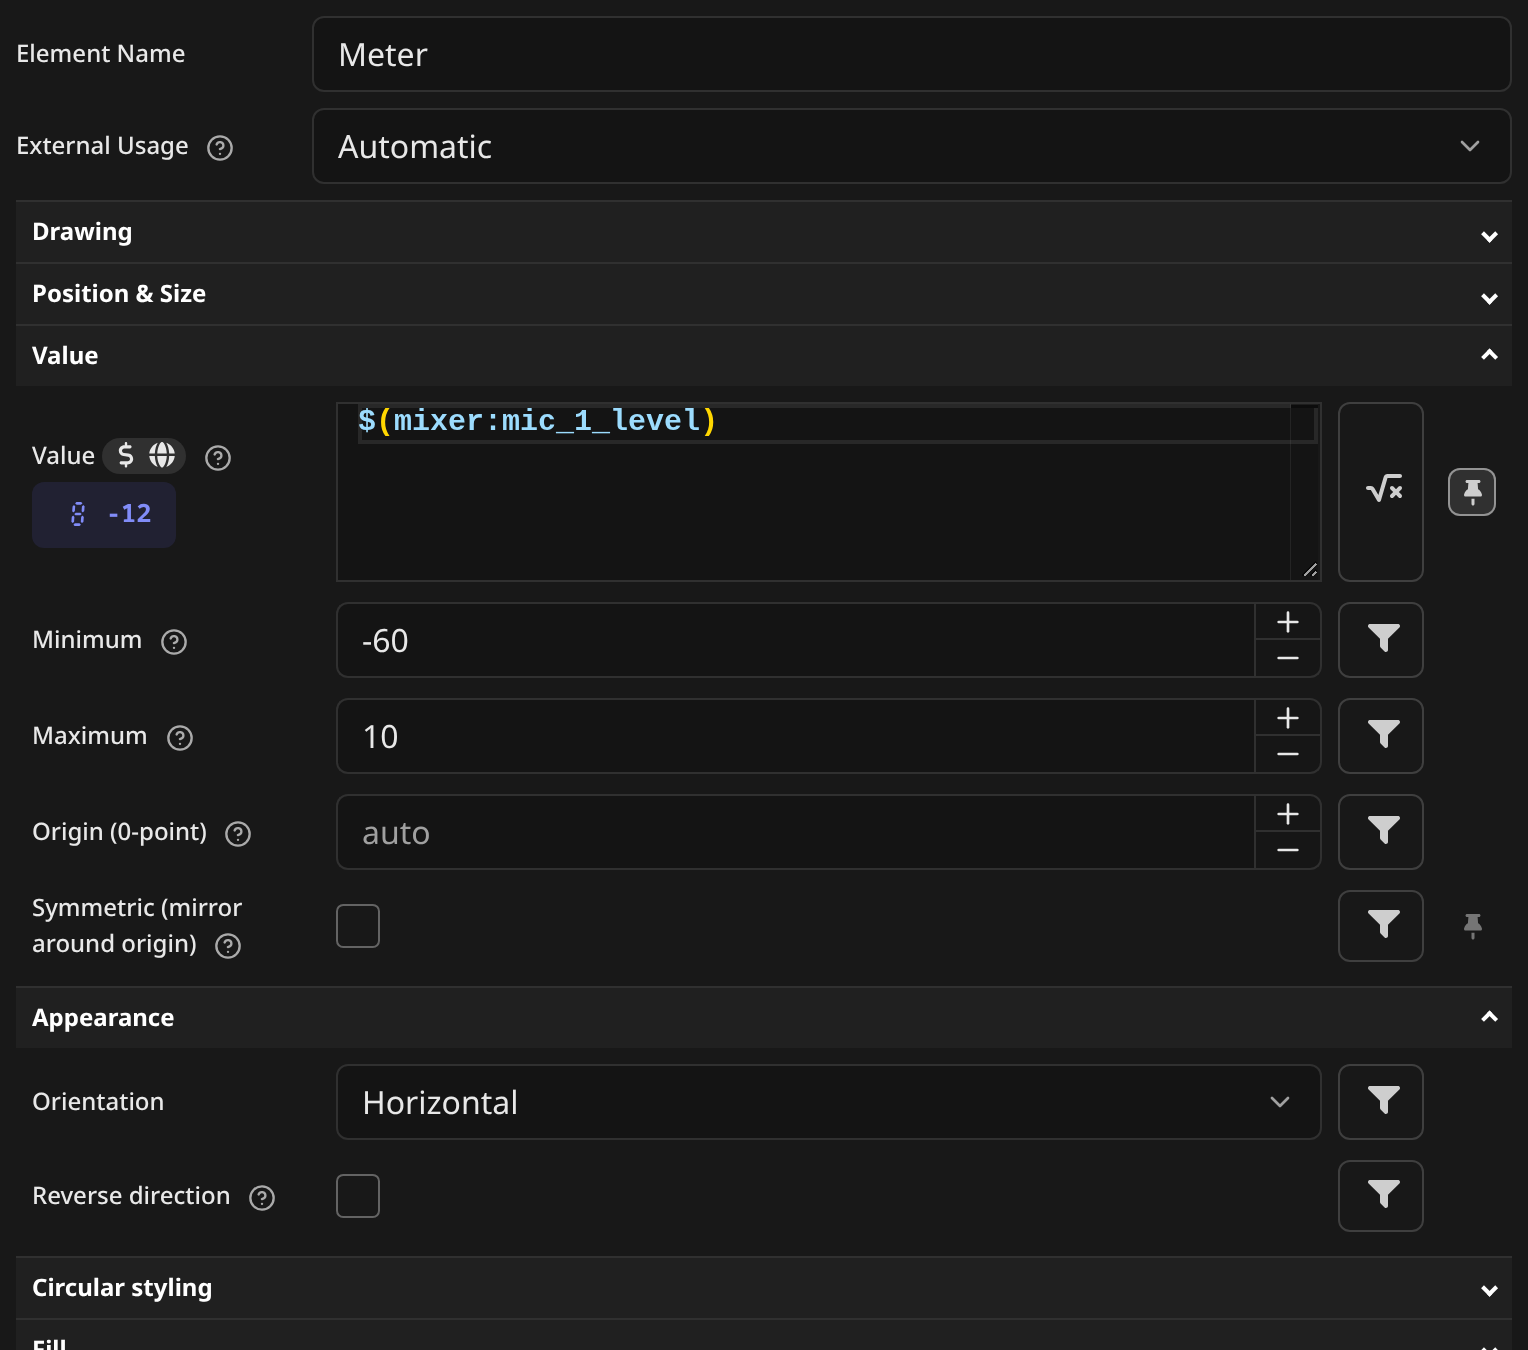 Element Name
Meter
External Usage
Automatic
Drawing
Position & Size
Value
Value
$(mixer:mic_1_level)
-12
Minimum
-60
Maximum
10
Origin (0-point)
auto
Symmetric (mirror
around origin)
Appearance
Orientation
Horizontal
Reverse direction
Circular styling
Fill